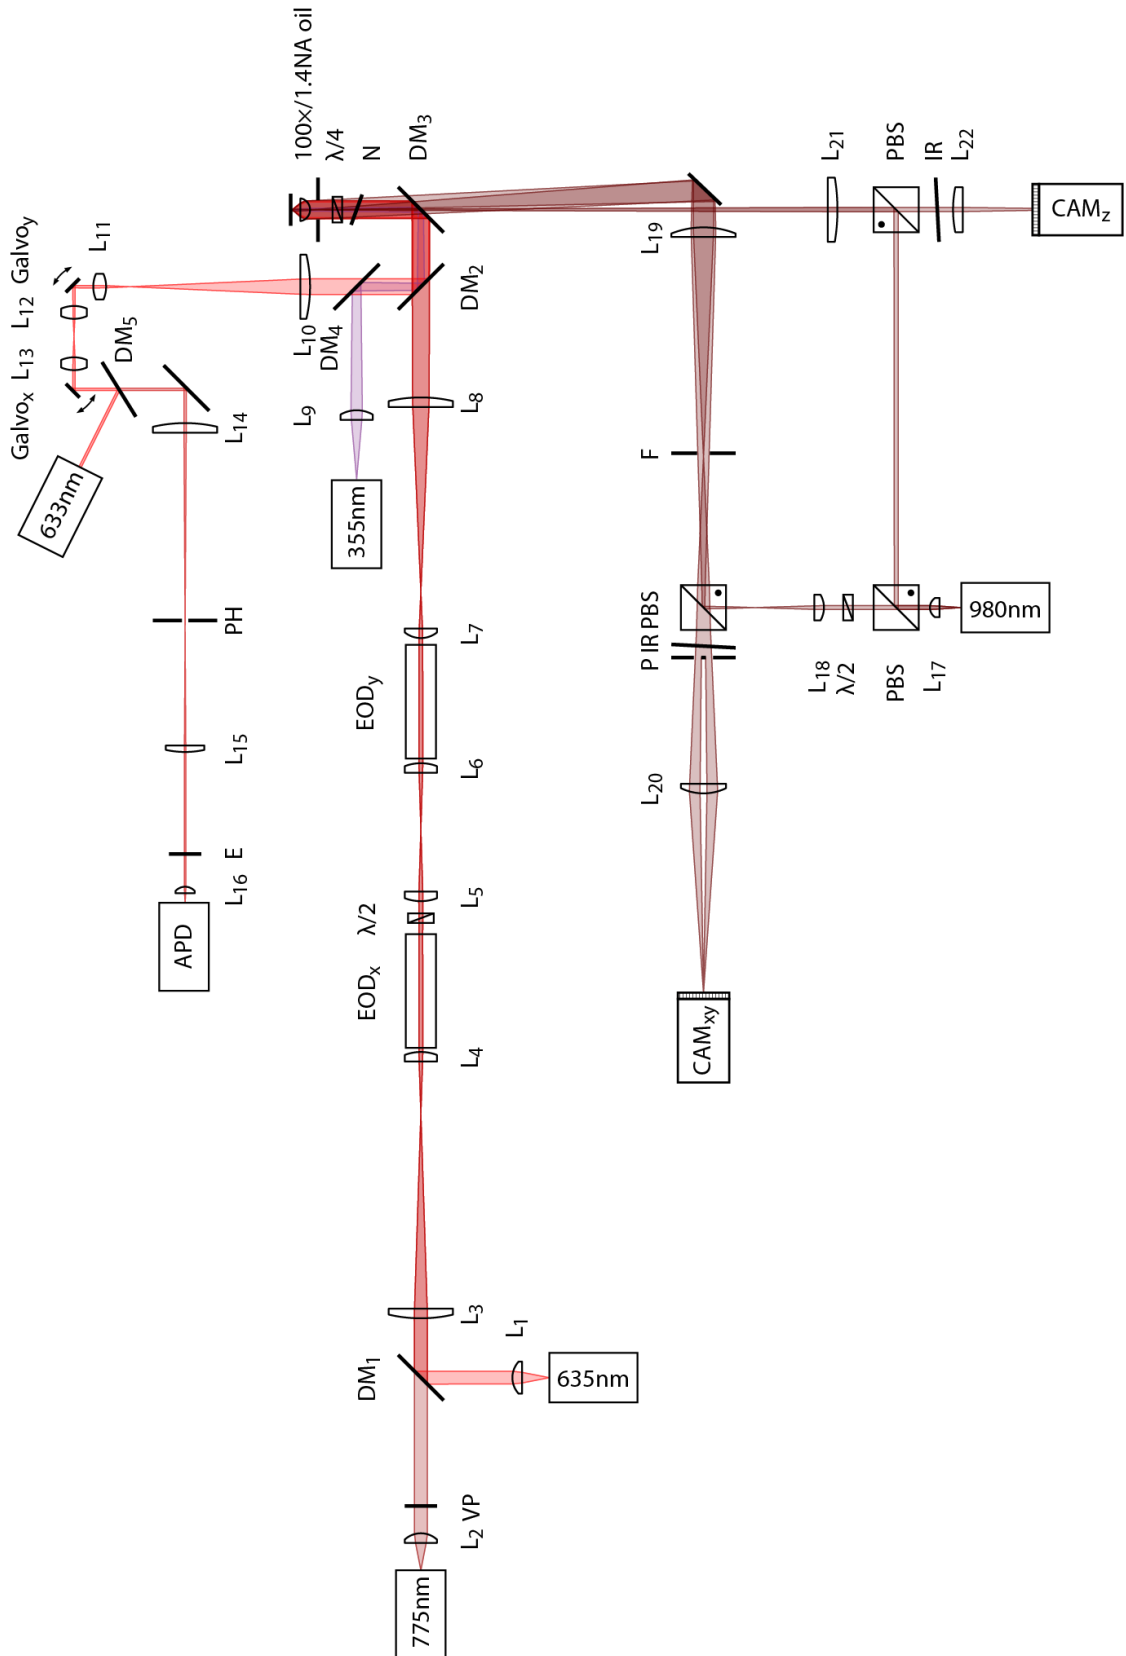 100×/1.4NA oil
λ/4
N
DM3
L11
Galvoy
L12
DM5
L13
Galvox
L14
633nm
PH
L15
E
L16
APD
L10
DM4
L9
355nm
DM2
L8
L7
EODy
L6
L5
λ/2
EODx
L4
L3
L1
DM1
635nm
L2 VP
775nm
L19
F
P IR PBS
L20
CAMxy
L18
λ/2
PBS
L17
980nm
L21
PBS
IR
L22
CAMz